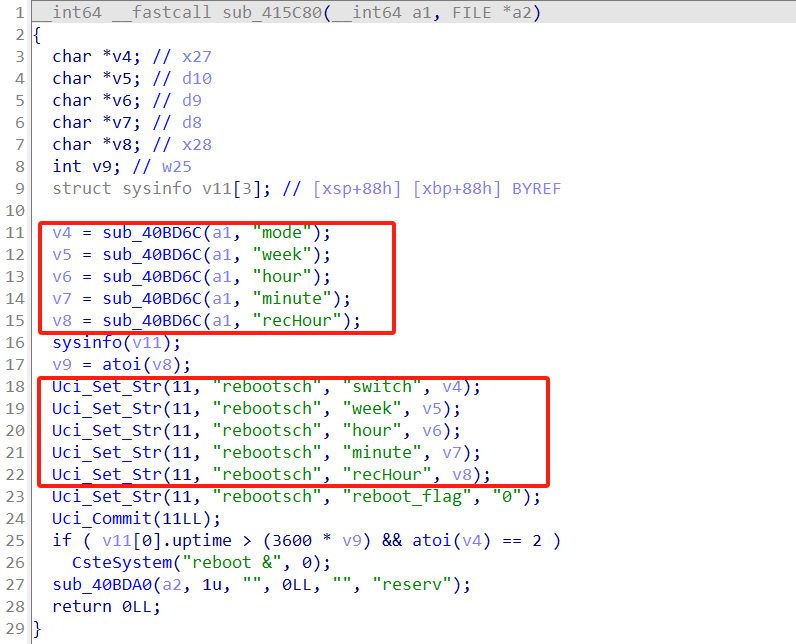 1 __int64 __fastcall sub_415C80(__int64 a1, FILE *a2)
2 {
3 char *v4; // x27
4 char *v5; // d10
5 char *v6; // d9
6 char *v7; // d8
7 char *v8; // x28
8 int v9; // w25
9 struct sysinfo v11[3]; // [xsp+88h] [xbp+88h] BYREF
10
11 v4 = sub_40BD6C(a1, "mode");
12 v5 = sub_40BD6C(a1, "week");
13 v6 = sub_40BD6C(a1, "hour");
14 v7 = sub_40BD6C(a1, "minute");
15 v8 = sub_40BD6C(a1, "recHour");
16 sysinfo(v11);
17 v9 = atoi(v8);
18 Uci_Set_Str(11, "rebootsch", "switch", v4);
19 Uci_Set_Str(11, "rebootsch", "week", v5);
20 Uci_Set_Str(11, "rebootsch", "hour", v6);
21 Uci_Set_Str(11, "rebootsch", "minute", v7);
22 Uci_Set_Str(11, "rebootsch", "recHour", v8);
23 Uci_Set_Str(11, "rebootsch", "reboot_flag", "0");
24 Uci_Commit(11LL);
25 if ( v11[0].uptime > (3600 * v9) && atoi(v4) == 2 )
26 CsteSystem("reboot &", 0);
27 sub_40BDA0(a2, 1u, "", 0LL, "", "reserv");
28 return 0LL;
29 }